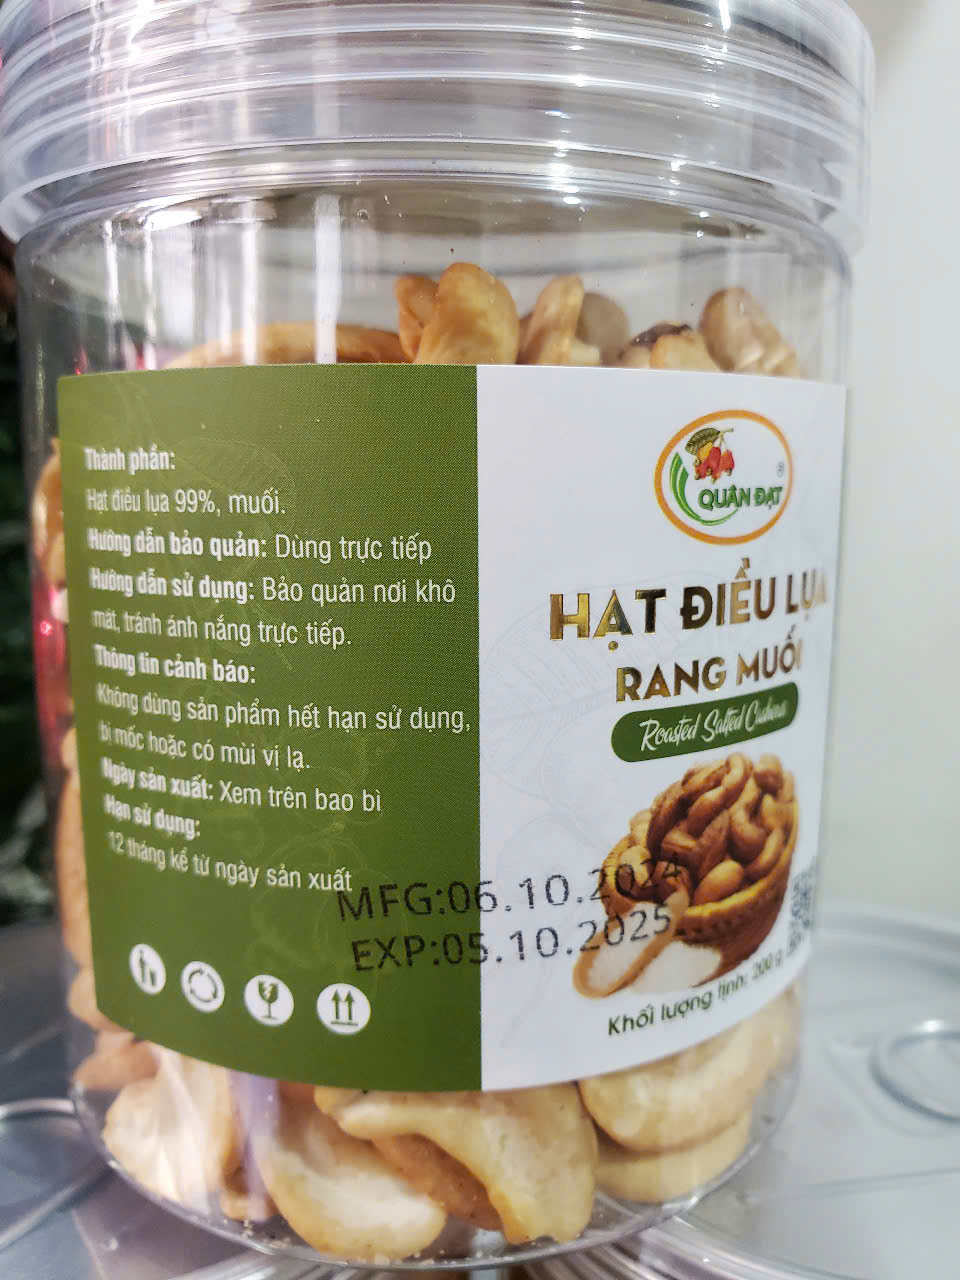 Thành phần:
Hạt điều lụa 99%, muối.
Hướng dẫn bảo quản: Dùng trực tiếp
Hướng dẫn sử dụng: Bảo quản nơi khô
mát, tránh ánh nắng trực tiếp.
Thông tin cảnh báo:
Không dùng sản phẩm hết hạn sử dụng,
bị mốc hoặc có mùi vị lạ.
Ngày sản xuất: Xem trên bao bì
Hạn sử dụng:
12 tháng kể từ ngày sản xuất
MFG:06.10.2024
EXP:05.10.2025
QUÂN ĐẠT ®
HẠT ĐIỀU LỤA
RANG MUỐI
Roasted Salted Cashews
Khối lượng tịnh: 200 g